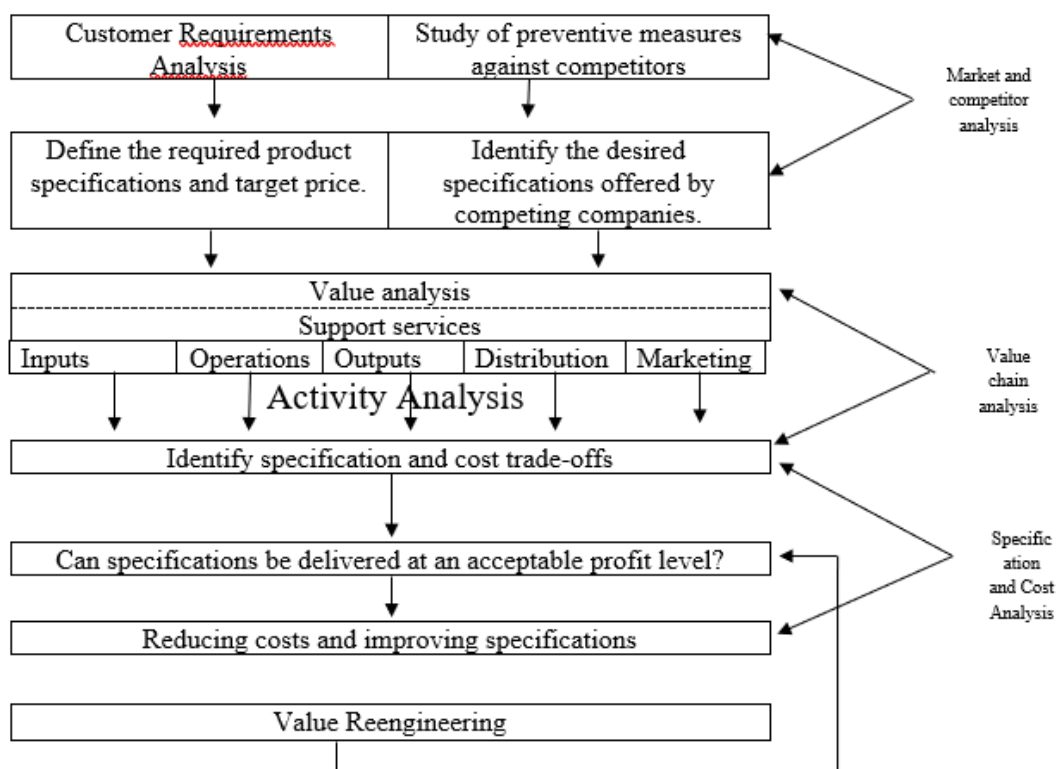 Customer Requirements
Analysis
Study of preventive measures
against competitors
Market and
competitor
analysis
Define the required product
specifications and target price.
Identify the desired
specifications offered by
competing companies.
Value analysis
Support services
Inputs
Operations
Outputs
Distribution
Marketing
Value
chain
analysis
Activity Analysis
Identify specification and cost trade-offs
Can specifications be delivered at an acceptable profit level?
Specific
ation
and Cost
Analysis
Reducing costs and improving specifications
Value Reengineering